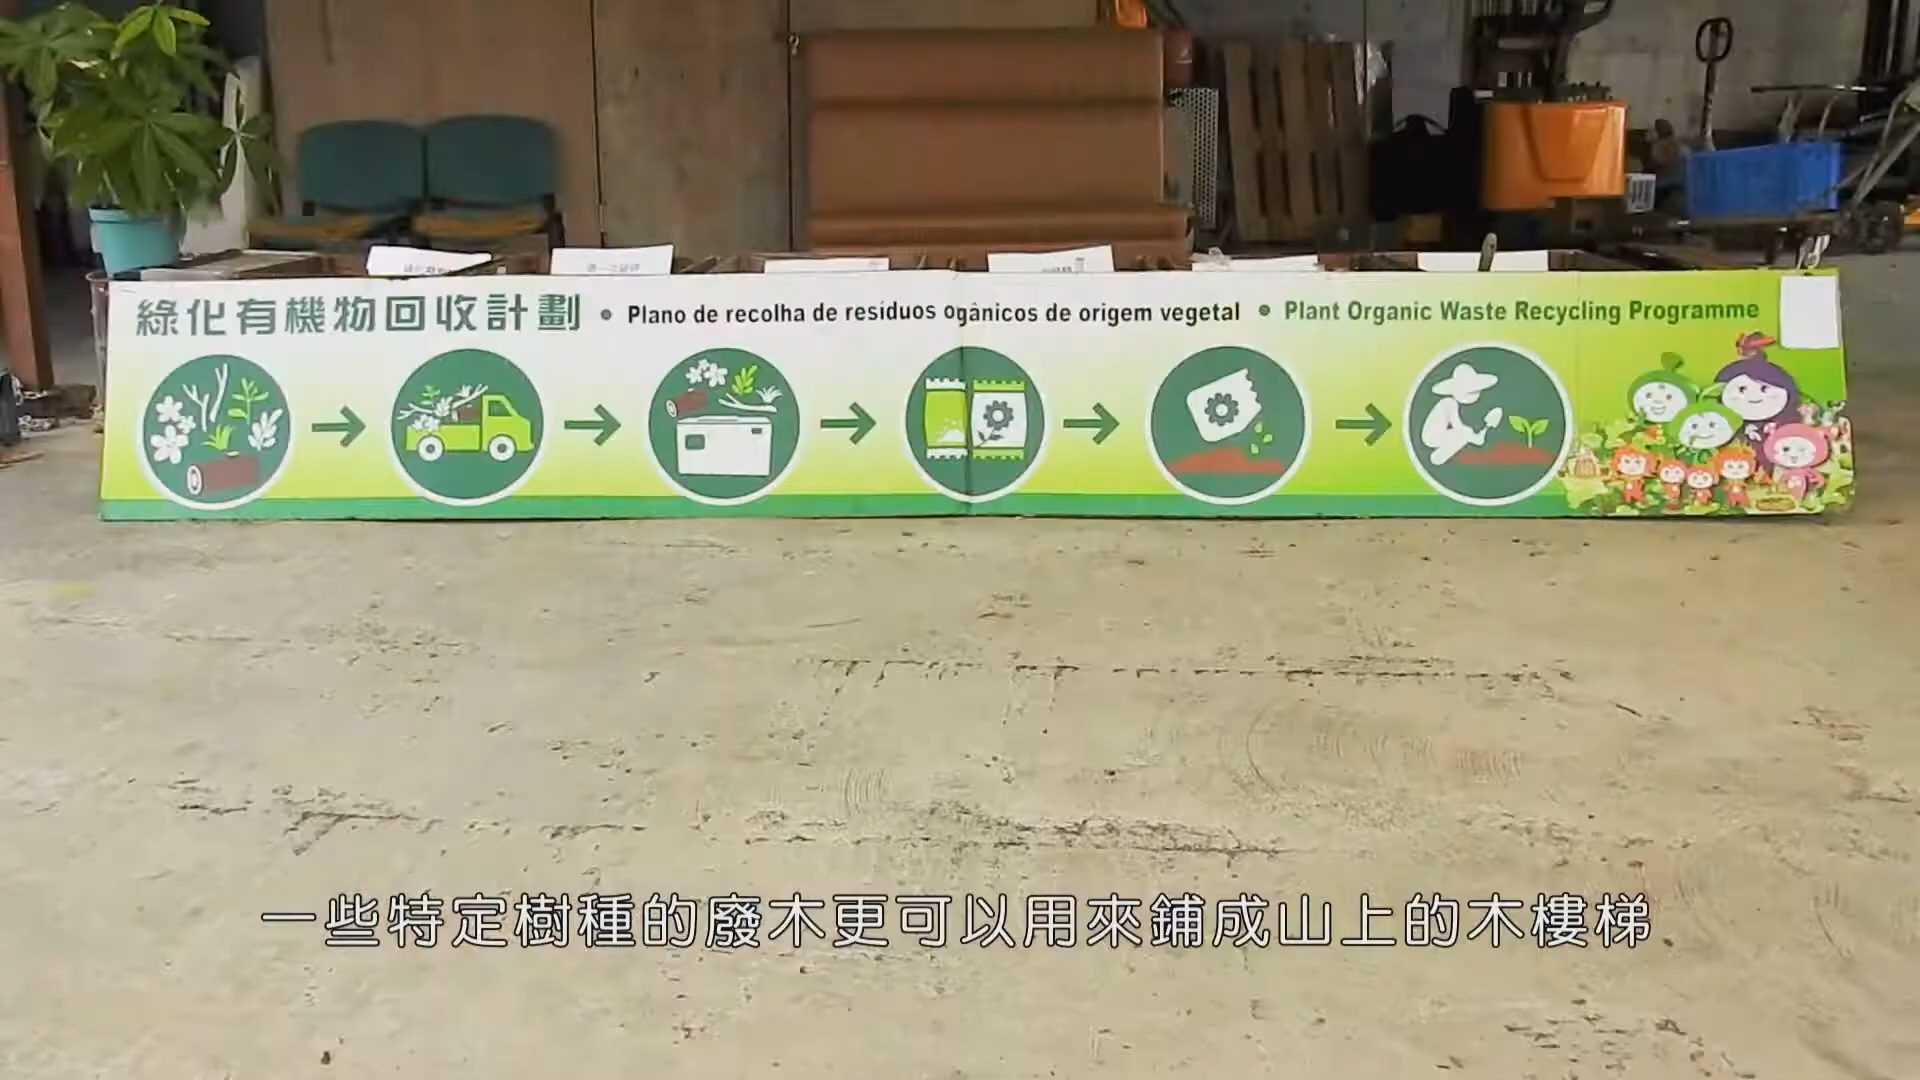 綠化有機物回收計劃 • Plano de recolha de resíduos ogânicos de origem vegetal • Plant Organic Waste Recycling Programme
一些特定樹種的廢木更可以用來鋪成山上的木樓梯